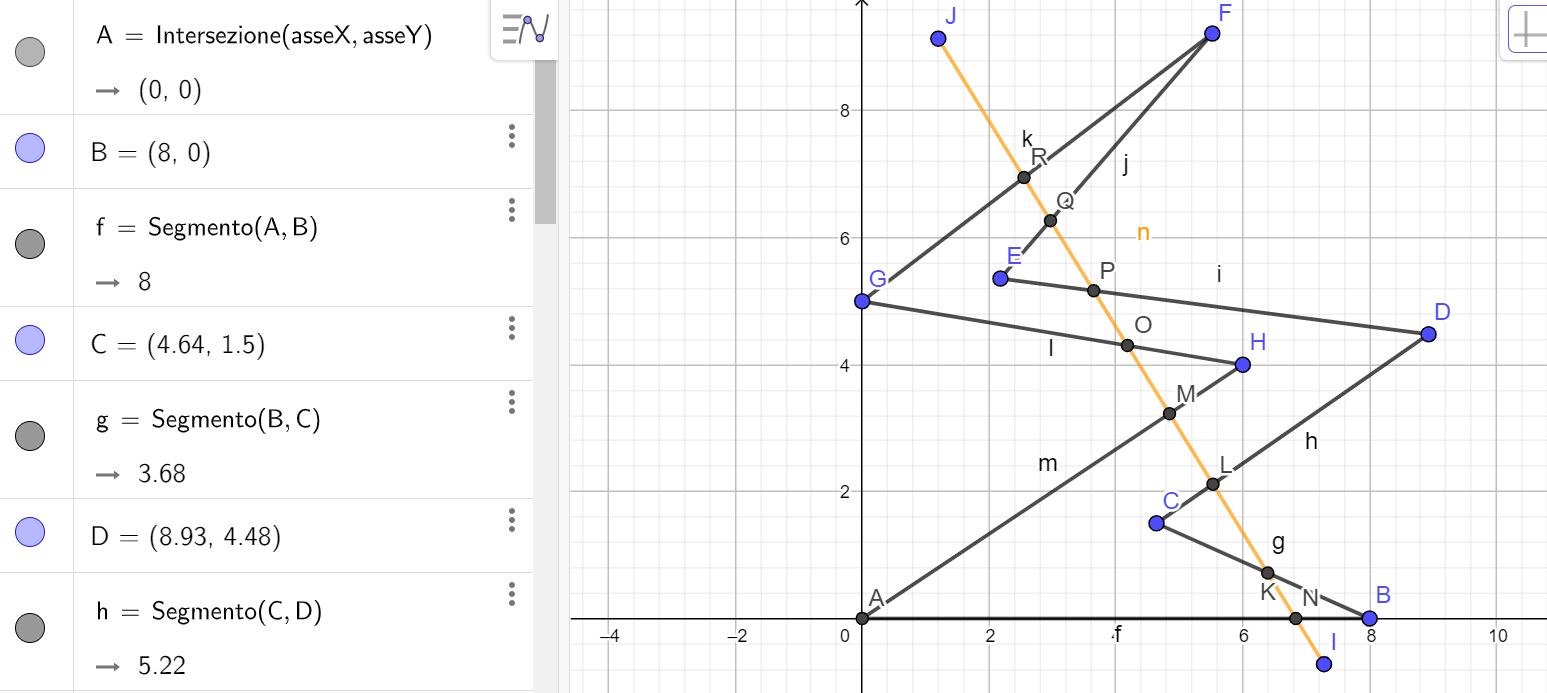 A = Intersezione(asseX, asseY)
→ (0, 0)
B = (8, 0)
f = Segmento(A, B)
→ 8
C = (4.64, 1.5)
g = Segmento(B, C)
→ 3.68
D = (8.93, 4.48)
h = Segmento(C, D)
→ 5.22
J
F
8
k
R
j
Q
6
n
E
P
i
G
D
O
H
l
4
M
h
m
L
C
2
g
K
N
B
A
–4
–2
0
2
4
f
6
8
10
I